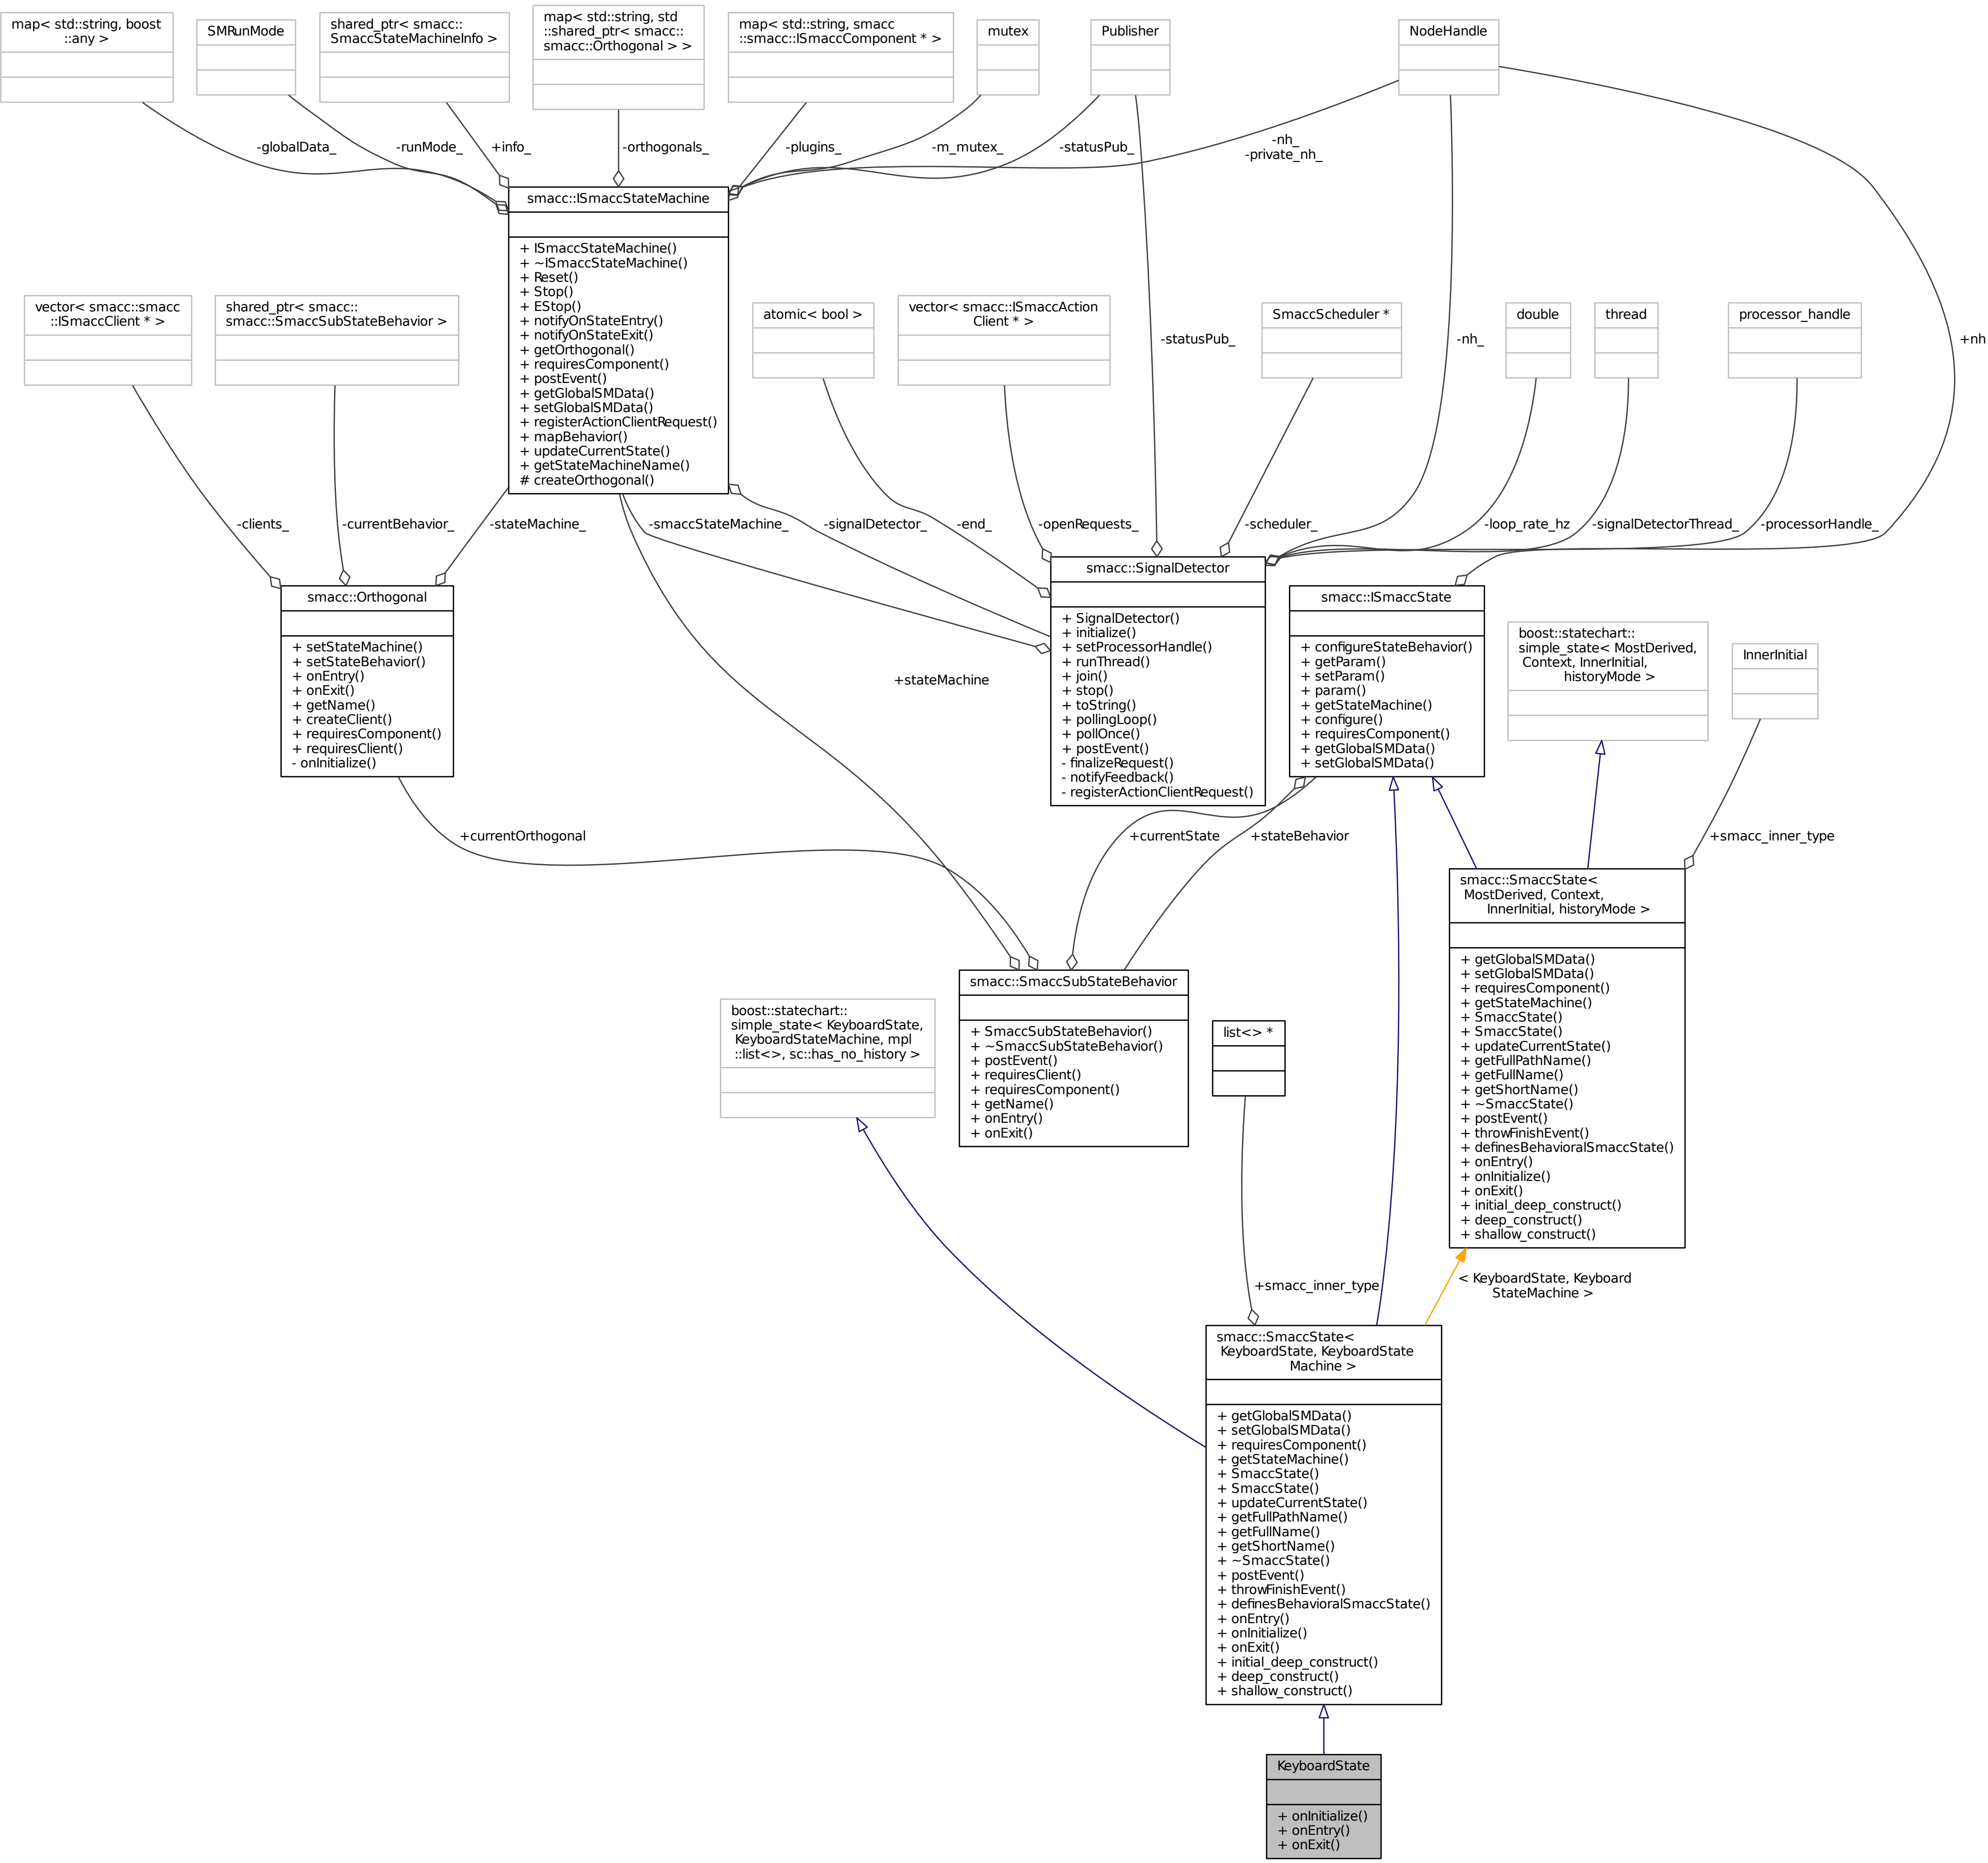 map< std::string, boost
::any >
SMRunMode
shared_ptr< smacc::
SmaccStateMachineInfo >
map< std::string, std
::shared_ptr< smacc::
smacc::Orthogonal > >
map< std::string, smacc
::smacc::ISmaccComponent * >
mutex
Publisher
NodeHandle
-globalData_
-runMode_
+info_
-orthogonals_
-plugins_
-m_mutex_
-statusPub_
-nh_
-private_nh_
smacc::ISmaccStateMachine
+ ISmaccStateMachine()
+ ~ISmaccStateMachine()
+ Reset()
+ Stop()
+ EStop()
+ notifyOnStateEntry()
+ notifyOnStateExit()
+ getOrthogonal()
+ requiresComponent()
+ postEvent()
+ getGlobalSMData()
+ setGlobalSMData()
+ registerActionClientRequest()
+ mapBehavior()
+ updateCurrentState()
+ getStateMachineName()
# createOrthogonal()
vector< smacc::smacc
::ISmaccClient * >
shared_ptr< smacc::
smacc::SmaccSubStateBehavior >
atomic< bool >
vector< smacc::ISmaccAction
Client * >
SmaccScheduler *
double
thread
processor_handle
-statusPub_
-nh_
+nh
-clients_
-currentBehavior_
-stateMachine_
-smaccStateMachine_
-signalDetector_
-end_
-openRequests_
-scheduler_
-loop_rate_hz
-signalDetectorThread_
-processorHandle_
smacc::Orthogonal
+ setStateMachine()
+ setStateBehavior()
+ onEntry()
+ onExit()
+ getName()
+ createClient()
+ requiresComponent()
+ requiresClient()
- onInitialize()
smacc::SignalDetector
+ SignalDetector()
+ initialize()
+ setProcessorHandle()
+ runThread()
+ join()
+ stop()
+ toString()
+ pollingLoop()
+ pollOnce()
+ postEvent()
- finalizeRequest()
- notifyFeedback()
- registerActionClientRequest()
smacc::ISmaccState
+ configureStateBehavior()
+ getParam()
+ setParam()
+ param()
+ getStateMachine()
+ configure()
+ requiresComponent()
+ getGlobalSMData()
+ setGlobalSMData()
boost::statechart::
simple_state< MostDerived,
Context, InnerInitial,
historyMode >
InnerInitial
+stateMachine
+currentOrthogonal
+currentState
+stateBehavior
+smacc_inner_type
smacc::SmaccState<
MostDerived, Context,
InnerInitial, historyMode >
+ getGlobalSMData()
+ setGlobalSMData()
+ requiresComponent()
+ getStateMachine()
+ SmaccState()
+ SmaccState()
+ updateCurrentState()
+ getFullPathName()
+ getFullName()
+ getShortName()
+ ~SmaccState()
+ postEvent()
+ throwFinishEvent()
+ definesBehavioralSmaccState()
+ onEntry()
+ onInitialize()
+ onExit()
+ initial_deep_construct()
+ deep_construct()
+ shallow_construct()
smacc::SmaccSubStateBehavior
+ SmaccSubStateBehavior()
+ ~SmaccSubStateBehavior()
+ postEvent()
+ requiresClient()
+ requiresComponent()
+ getName()
+ onEntry()
+ onExit()
boost::statechart::
simple_state< KeyboardState,
KeyboardStateMachine, mpl
::list<>, sc::has_no_history >
list<> *
+smacc_inner_type
< KeyboardState, Keyboard
StateMachine >
smacc::SmaccState<
KeyboardState, KeyboardState
Machine >
+ getGlobalSMData()
+ setGlobalSMData()
+ requiresComponent()
+ getStateMachine()
+ SmaccState()
+ SmaccState()
+ updateCurrentState()
+ getFullPathName()
+ getFullName()
+ getShortName()
+ ~SmaccState()
+ postEvent()
+ throwFinishEvent()
+ definesBehavioralSmaccState()
+ onEntry()
+ onInitialize()
+ onExit()
+ initial_deep_construct()
+ deep_construct()
+ shallow_construct()
KeyboardState
+ onInitialize()
+ onEntry()
+ onExit()